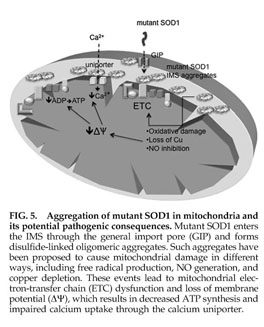 mutant SOD1
Ca²⁺
GIP
uniporter
mutant SOD1
IMS aggregates
Ca²⁺
ADP→ATP
ETC
ΔΨ
•Oxidative damage
•Loss of Cu
•NO inhibition
FIG. 5. Aggregation of mutant SOD1 in mitochondria and
its potential pathogenic consequences. Mutant SOD1 enters
the IMS through the general import pore (GIP) and forms
disulfide-linked oligomeric aggregates. Such aggregates have
been proposed to cause mitochondrial damage in different
ways, including free radical production, NO generation, and
copper depletion. These events lead to mitochondrial elec-
tron-transfer chain (ETC) dysfunction and loss of membrane
potential (ΔΨ), which results in decreased ATP synthesis and
impaired calcium uptake through the calcium uniporter.